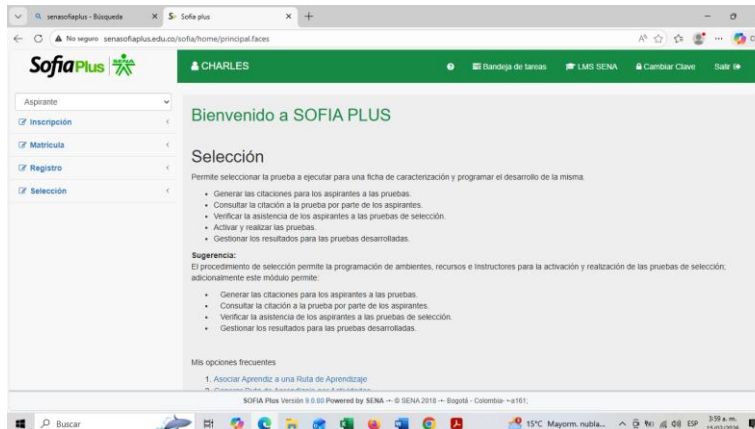 senasofiaplus - Búsqueda
Sofia plus
No seguro senasofiaplus.edu.co/sofia/home/principal.faces
Sofia Plus SENA
CHARLES
Bandeja de tareas
LMS SENA
Cambiar Clave
Salir
Aspirante
Inscripción
Matricula
Registro
Selección
Bienvenido a SOFIA PLUS
Selección
Permite seleccionar la prueba a ejecutar para una ficha de caracterización y programar el desarrollo de la misma.
Generar las citaciones para los aspirantes a las pruebas.
Consultar la citación a la prueba por parte de los aspirantes.
Verificar la asistencia de los aspirantes a las pruebas de selección.
Activar y realizar las pruebas.
Gestionar los resultados para las pruebas desarrolladas.
Sugerencia:
El procedimiento de selección permite la programación de ambientes, recursos e Instructores para la activación y realización de las pruebas de selección;
adicionalmente este módulo permite:
Generar las citaciones para los aspirantes a las pruebas.
Consultar la citación a la prueba por parte de los aspirantes.
Verificar la asistencia de los aspirantes a las pruebas de selección.
Gestionar los resultados para las pruebas desarrolladas.
Mis opciones frecuentes
1. Asociar Aprendiz a una Ruta de Aprendizaje
SOFIA Plus Versión 9.0.80 Powered by SENA -+- © SENA 2018 -+- Bogotá - Colombia- -+a161;
Buscar
15°C Mayorm. nubla...
ESP
3:59 a. m.